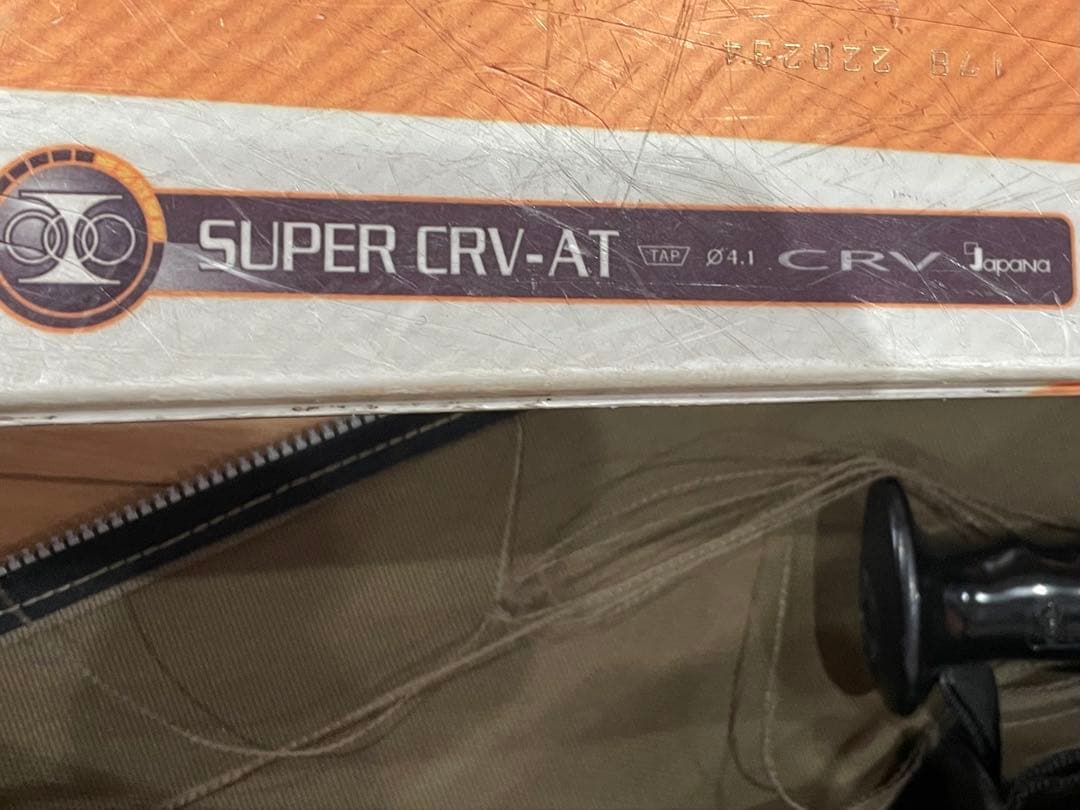 178 220234
SUPER CRV-AT TAP Ø4.1 CRV Japana